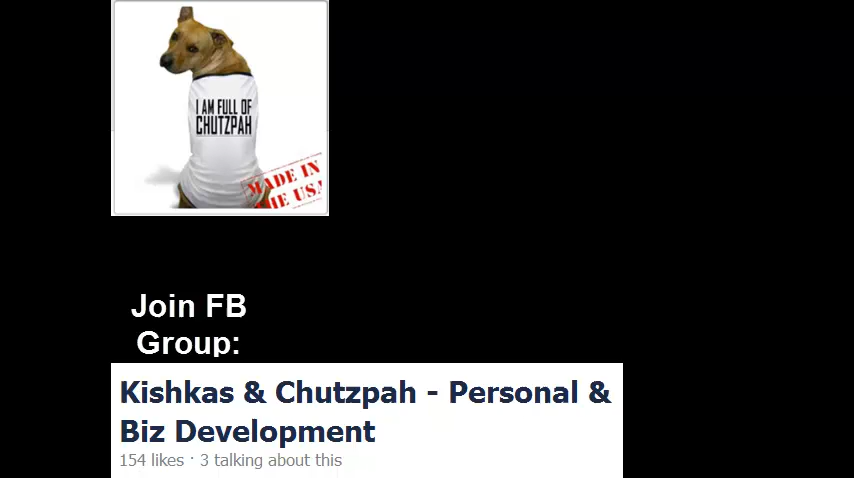 I AM FULL OF
CHUTZPAH
MADE IN
THE USA
Join FB
Group:
Kishkas & Chutzpah - Personal &
Biz Development
154 likes · 3 talking about this